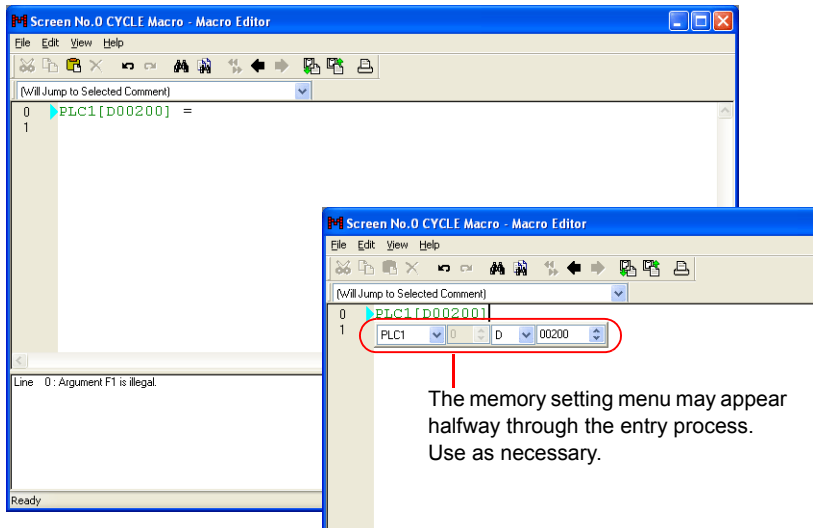 Screen No.0 CYCLE Macro - Macro Editor
File Edit View Help
(Will Jump to Selected Comment)
0 PLC1[D00200] =
1
Line 0 : Argument F1 is illegal.
Ready
Screen No.0 CYCLE Macro - Macro Editor
File Edit View Help
(Will Jump to Selected Comment)
0 PLC1[D00200]
1 PLC1 0 D 00200
The memory setting menu may appear
halfway through the entry process.
Use as necessary.